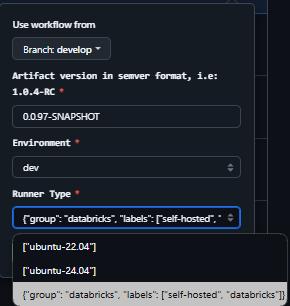 Use workflow from
Branch: develop
Artifact version in semver format, i.e:
1.0.4-RC *
0.0.97-SNAPSHOT
Environment *
dev
Runner Type *
{"group": "databricks", "labels": ["self-hosted", "
["ubuntu-22.04"]
["ubuntu-24.04"]
{"group": "databricks", "labels": ["self-hosted", "databricks"]}